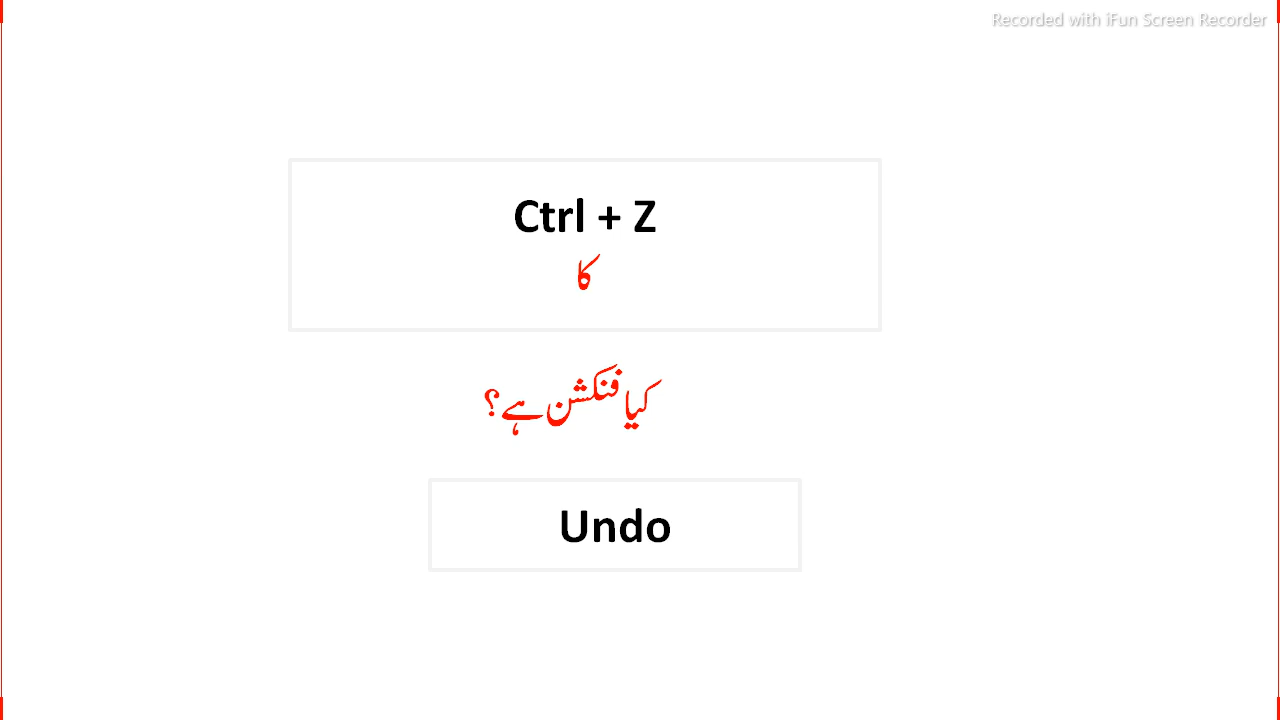 Recorded with iFun Screen Recorder
Ctrl + Z
کا
کیا فنکشن ہے؟
Undo